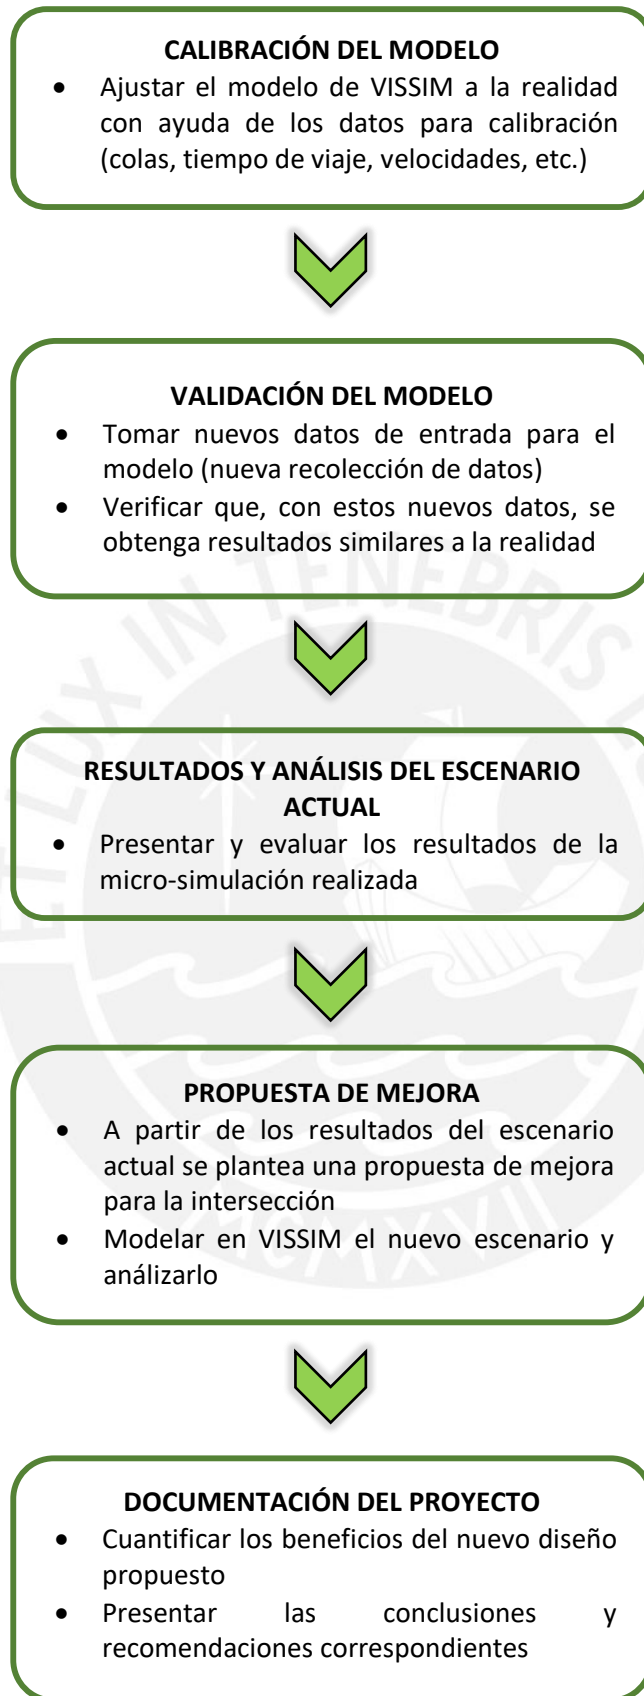 CALIBRACIÓN DEL MODELO
• Ajustar el modelo de VISSIM a la realidad
con ayuda de los datos para calibración
(colas, tiempo de viaje, velocidades, etc.)
VALIDACIÓN DEL MODELO
• Tomar nuevos datos de entrada para el
modelo (nueva recolección de datos)
• Verificar que, con estos nuevos datos, se
obtenga resultados similares a la realidad
ET LUX IN TENEBRIS
RESULTADOS Y ANÁLISIS DEL ESCENARIO
ACTUAL
• Presentar y evaluar los resultados de la
micro-simulación realizada
PROPUESTA DE MEJORA
• A partir de los resultados del escenario
actual se plantea una propuesta de mejora
para la intersección
• Modelar en VISSIM el nuevo escenario y
análizarlo
MCMXVII
DOCUMENTACIÓN DEL PROYECTO
• Cuantificar los beneficios del nuevo diseño
propuesto
• Presentar las conclusiones y
recomendaciones correspondientes